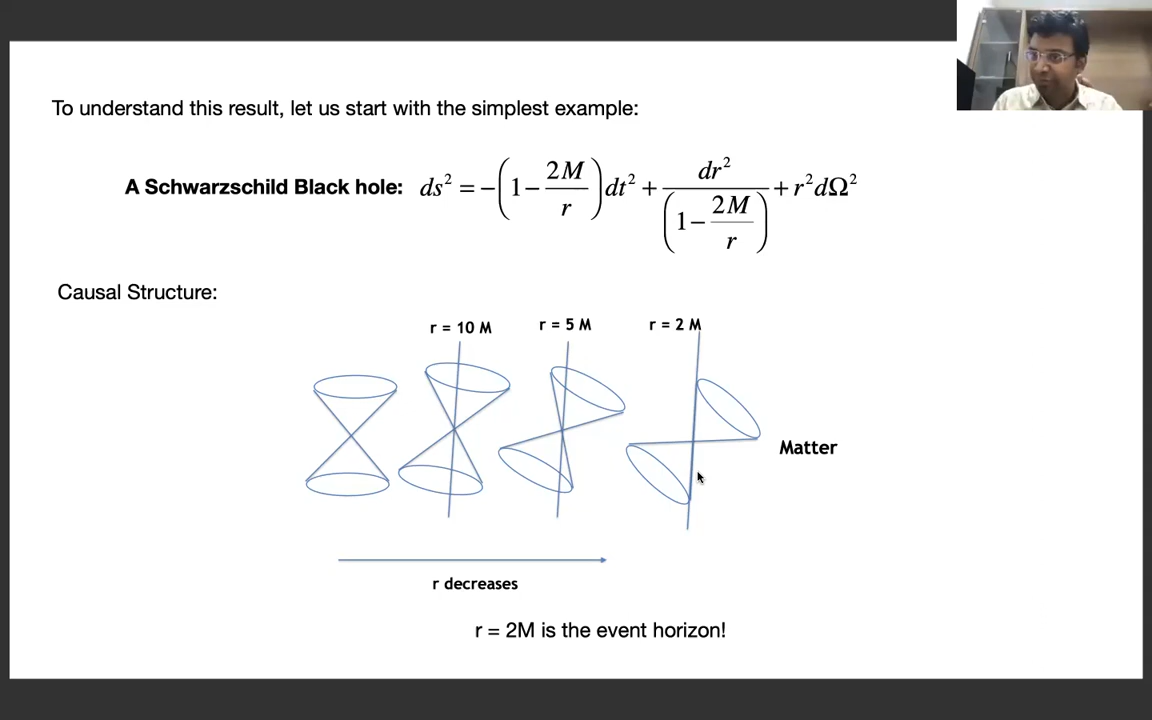 To understand this result, let us start with the simplest example:
A Schwarzschild Black hole: ds² = −(1 − 2M/r)dt² + dr²/(1 − 2M/r) + r²dΩ²
Causal Structure:
r = 10 M r = 5 M r = 2 M
Matter
r decreases
r = 2M is the event horizon!